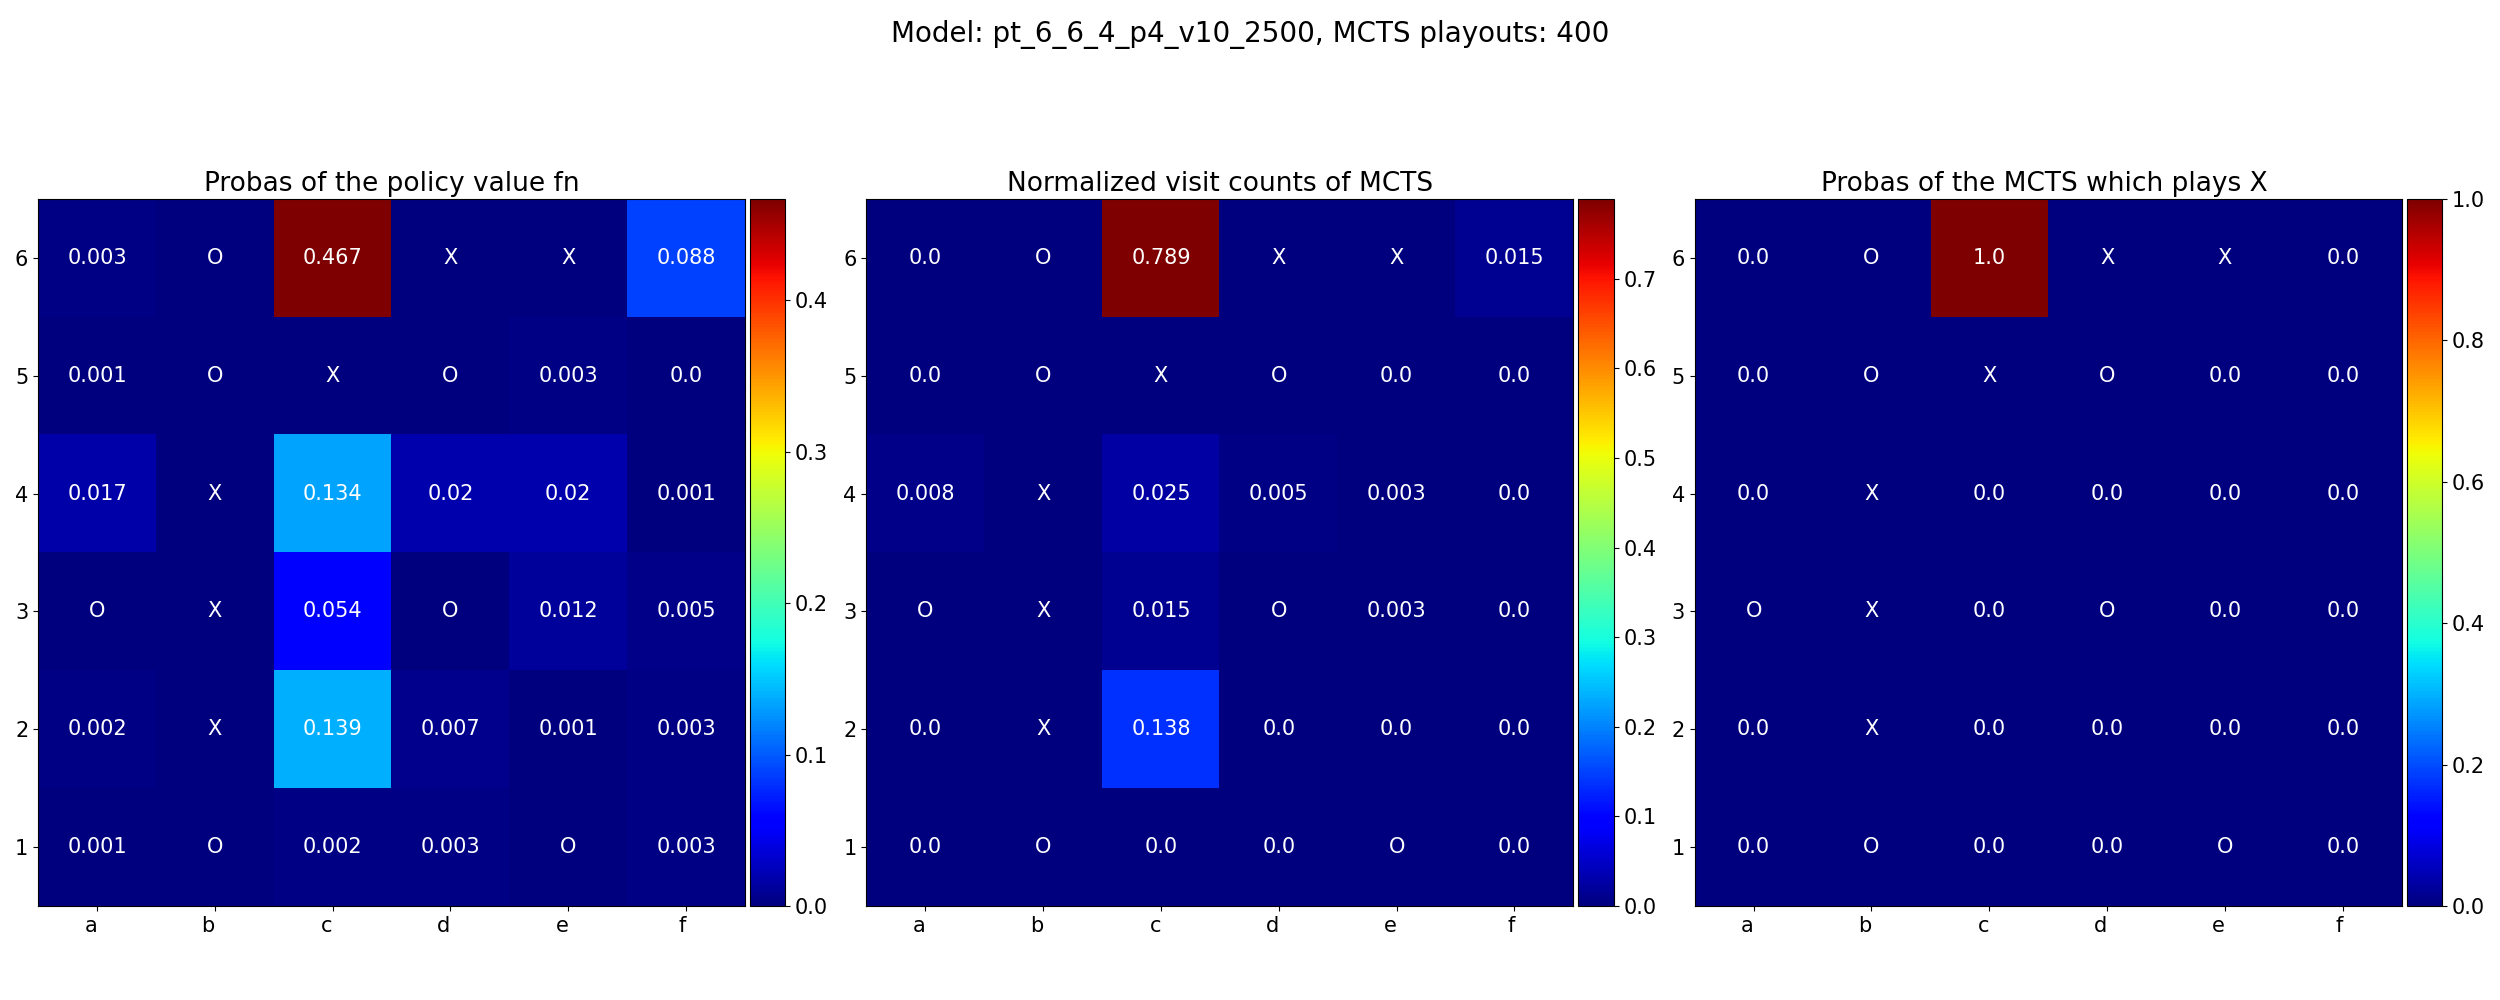 Model: pt_6_6_4_p4_v10_2500, MCTS playouts: 400
Probas of the policy value fn
6 0.003 O 0.467 X X 0.088
5 0.001 O X O 0.003 0.0
4 0.017 X 0.134 0.02 0.02 0.001
3 O X 0.054 O 0.012 0.005
2 0.002 X 0.139 0.007 0.001 0.003
1 0.001 O 0.002 0.003 O 0.003
a b c d e f
0.4
0.3
0.2
0.1
0.0
Normalized visit counts of MCTS
6 0.0 O 0.789 X X 0.015
5 0.0 O X O 0.0 0.0
4 0.008 X 0.025 0.005 0.003 0.0
3 O X 0.015 O 0.003 0.0
2 0.0 X 0.138 0.0 0.0 0.0
1 0.0 O 0.0 0.0 O 0.0
a b c d e f
0.7
0.6
0.5
0.4
0.3
0.2
0.1
0.0
Probas of the MCTS which plays X
6 0.0 O 1.0 X X 0.0
5 0.0 O X O 0.0 0.0
4 0.0 X 0.0 0.0 0.0 0.0
3 O X 0.0 O 0.0 0.0
2 0.0 X 0.0 0.0 0.0 0.0
1 0.0 O 0.0 0.0 O 0.0
a b c d e f
1.0
0.8
0.6
0.4
0.2
0.0